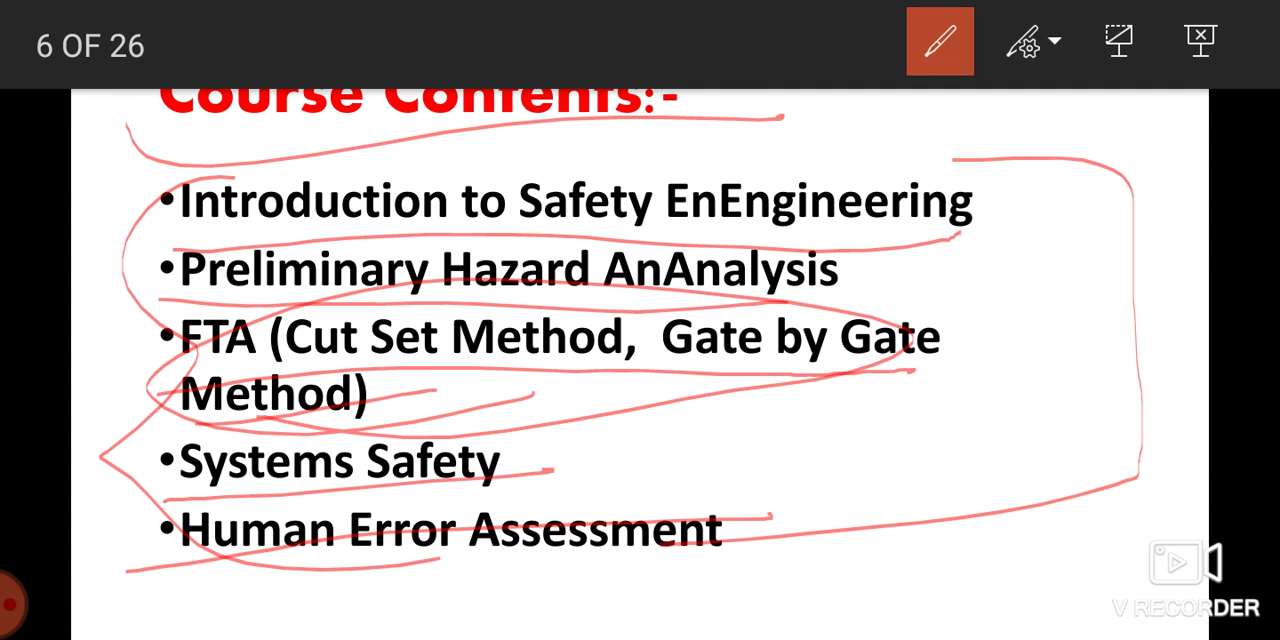 6 OF 26
Course Contents:-
•Introduction to Safety EnEngineering
•Preliminary Hazard AnAnalysis
•FTA (Cut Set Method,  Gate by Gate
Method)
•Systems Safety
•Human Error Assessment
V RECORDER